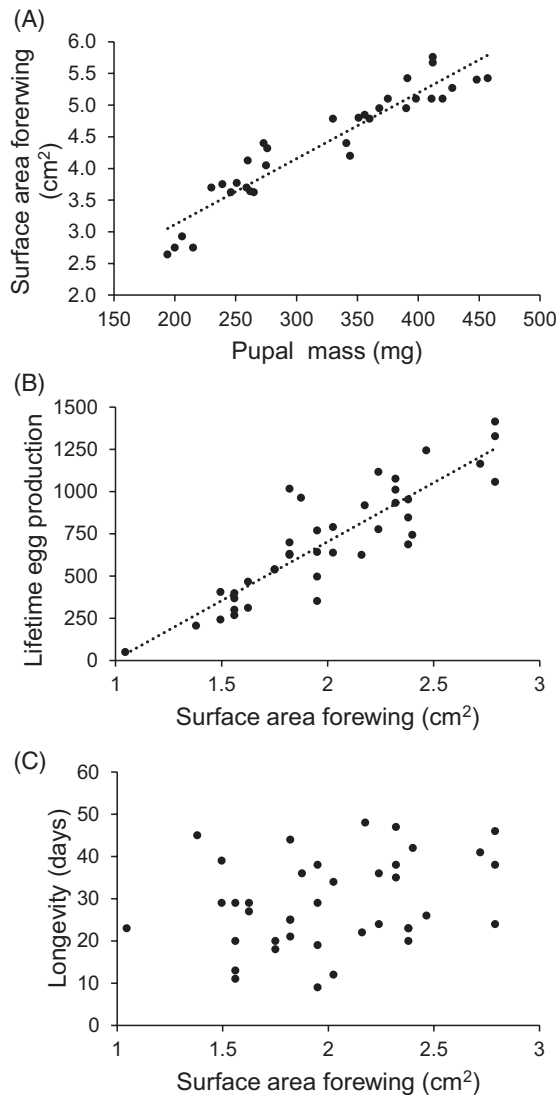 (A)
Surface area forerwing
(cm²)
6.0
5.5
5.0
4.5
4.0
3.5
3.0
2.5
2.0
150 200 250 300 350 400 450 500
Pupal mass (mg)
(B)
Lifetime egg production
1500
1250
1000
750
500
250
0
1 1.5 2 2.5 3
Surface area forewing (cm²)
(C)
Longevity (days)
60
50
40
30
20
10
0
1 1.5 2 2.5 3
Surface area forewing (cm²)